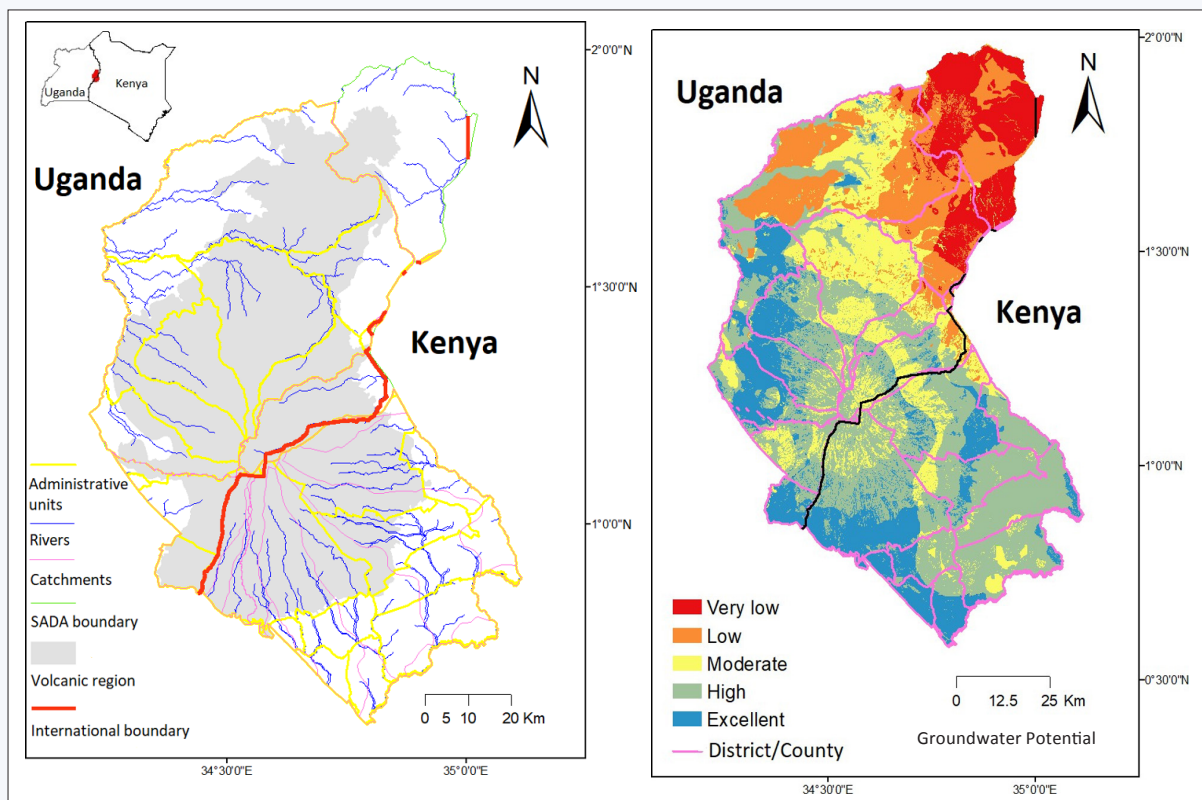 Uganda
Kenya
N
2°0'0"N
Uganda
1°30'0"N
Kenya
1°0'0"N
Administrative
units
Rivers
Catchments
SADA boundary
Volcanic region
International boundary
0 5 10 20 Km
34°30'0"E
35°0'0"E
2°0'0"N
N
Uganda
1°30'0"N
Kenya
1°0'0"N
Very low
Low
Moderate
High
Excellent
District/County
0 12.5 25 Km
0°30'0"N
Groundwater Potential
34°30'0"E
35°0'0"E